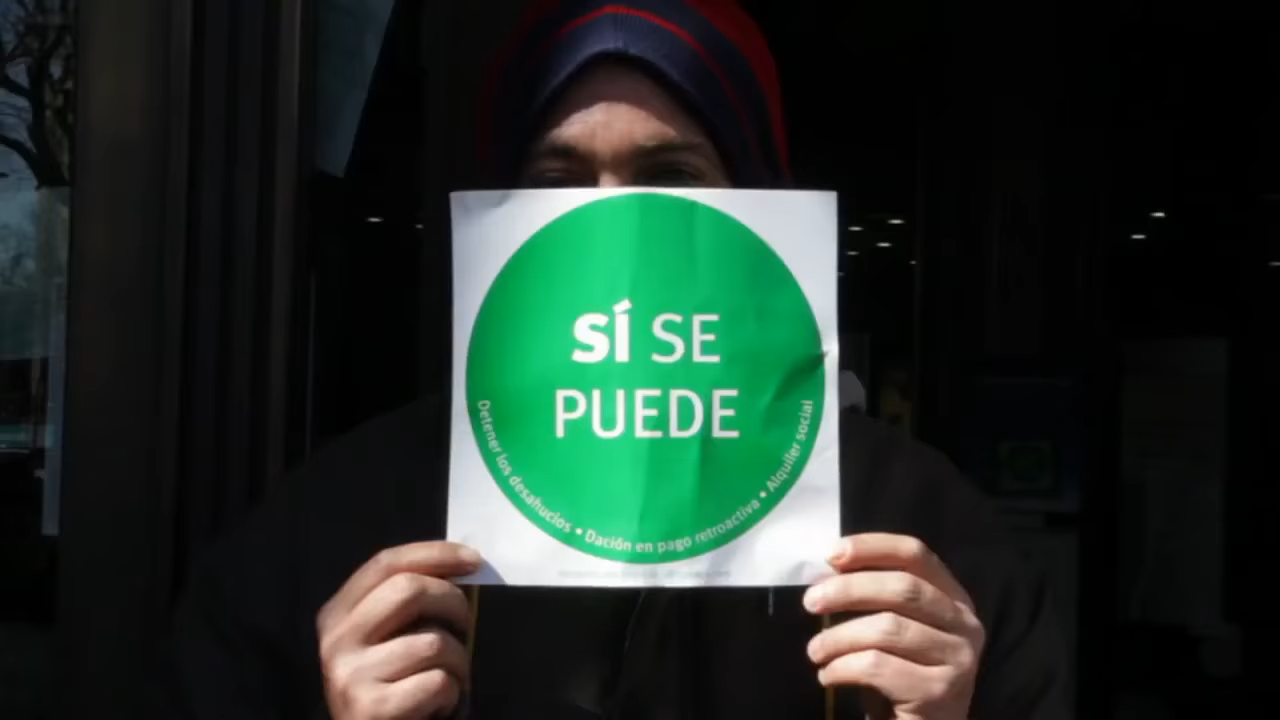 SÍ SE
PUEDE
Detener los desahucios • Dación en pago retroactiva • Alquiler social